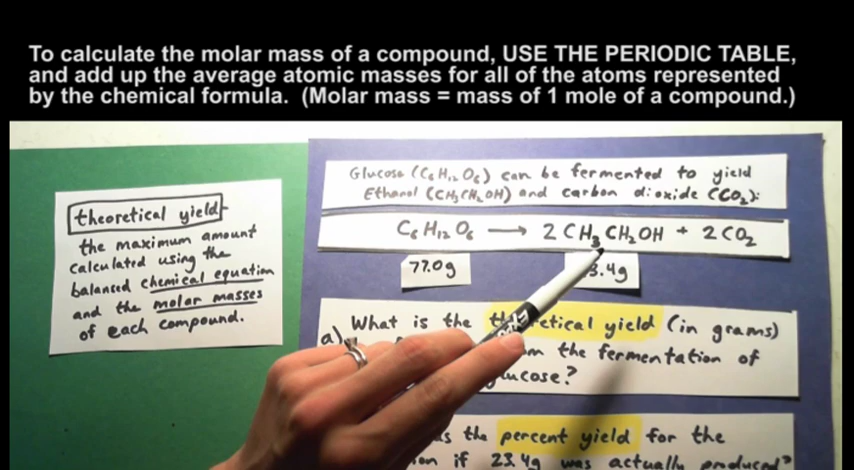 To calculate the molar mass of a compound, USE THE PERIODIC TABLE,
and add up the average atomic masses for all of the atoms represented
by the chemical formula. (Molar mass = mass of 1 mole of a compound.)
theoretical yield-
the maximum amount
calculated using the
balanced chemical equation
and the molar masses
of each compound.
Glucose (C₆H₁₂O₆) can be fermented to yield
Ethanol (CH₃CH₂OH) and carbon dioxide (CO₂):
C₆H₁₂O₆ → 2 CH₃CH₂OH + 2 CO₂
77.0g
3.4g
a) What is the yield (in grams)
the fermentation of
the percent yield for the
if 23.4g was actually produced?